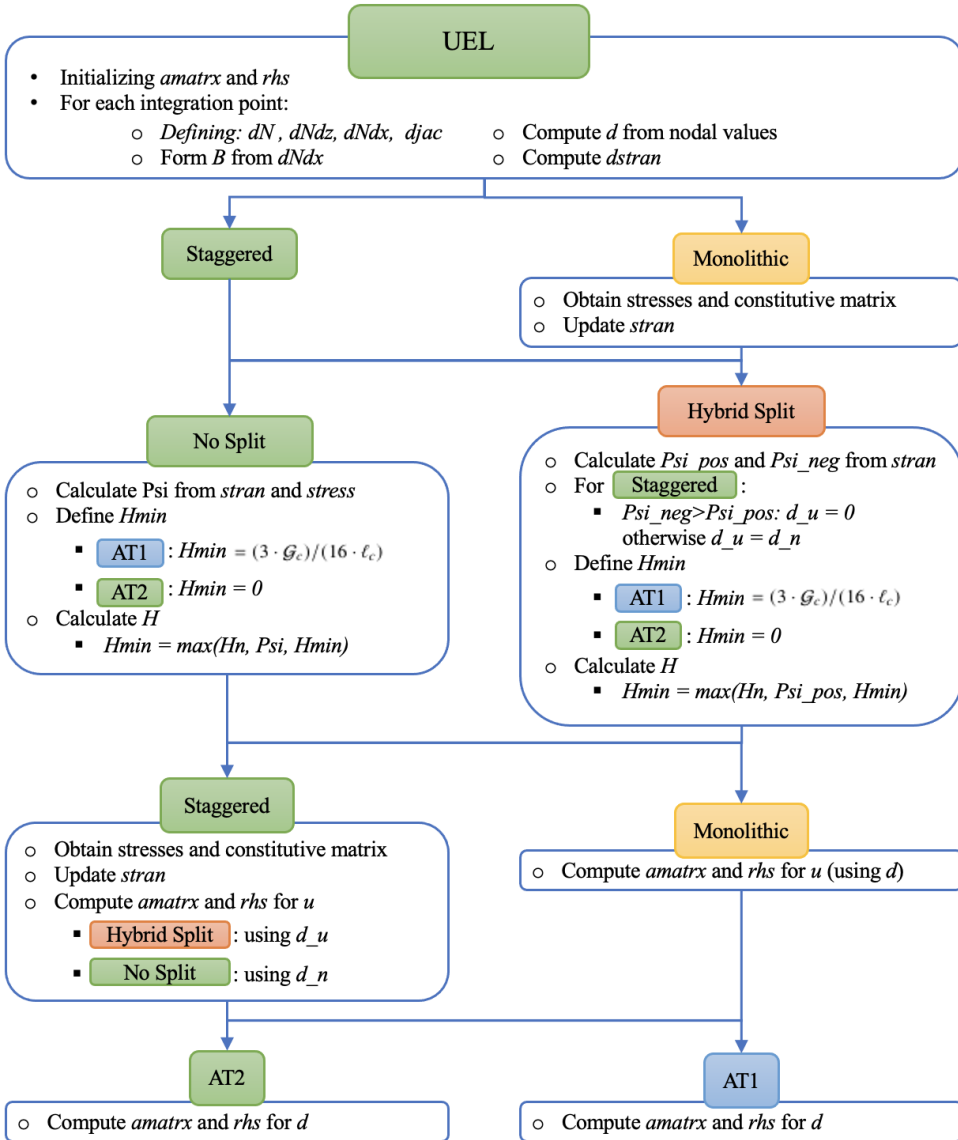 UEL
• Initializing amatrx and rhs
• For each integration point:
○ Defining: dN , dNdz, dNdx, djac
○ Form B from dNdx
○ Compute d from nodal values
○ Compute dstran
Staggered
Monolithic
○ Obtain stresses and constitutive matrix
○ Update stran
No Split
○ Calculate Psi from stran and stress
○ Define Hmin
▪ AT1 : Hmin = (3 · 𝒢c)/(16 · ℓc)
▪ AT2 : Hmin = 0
○ Calculate H
▪ Hmin = max(Hn, Psi, Hmin)
Hybrid Split
○ Calculate Psi_pos and Psi_neg from stran
○ For Staggered :
▪ Psi_neg>Psi_pos: d_u = 0
otherwise d_u = d_n
○ Define Hmin
▪ AT1 : Hmin = (3 · 𝒢c)/(16 · ℓc)
▪ AT2 : Hmin = 0
○ Calculate H
▪ Hmin = max(Hn, Psi_pos, Hmin)
Staggered
○ Obtain stresses and constitutive matrix
○ Update stran
○ Compute amatrx and rhs for u
▪ Hybrid Split : using d_u
▪ No Split : using d_n
Monolithic
○ Compute amatrx and rhs for u (using d)
AT2
○ Compute amatrx and rhs for d
AT1
○ Compute amatrx and rhs for d